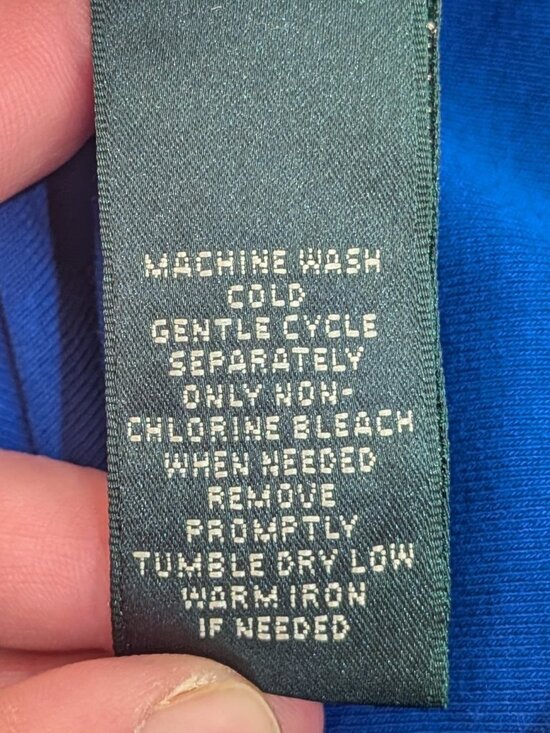 MACHINE WASH
COLD
GENTLE CYCLE
SEPARATELY
ONLY NON-
CHLORINE BLEACH
WHEN NEEDED
REMOVE
PROMPTLY
TUMBLE DRY LOW
WARM IRON
IF NEEDED